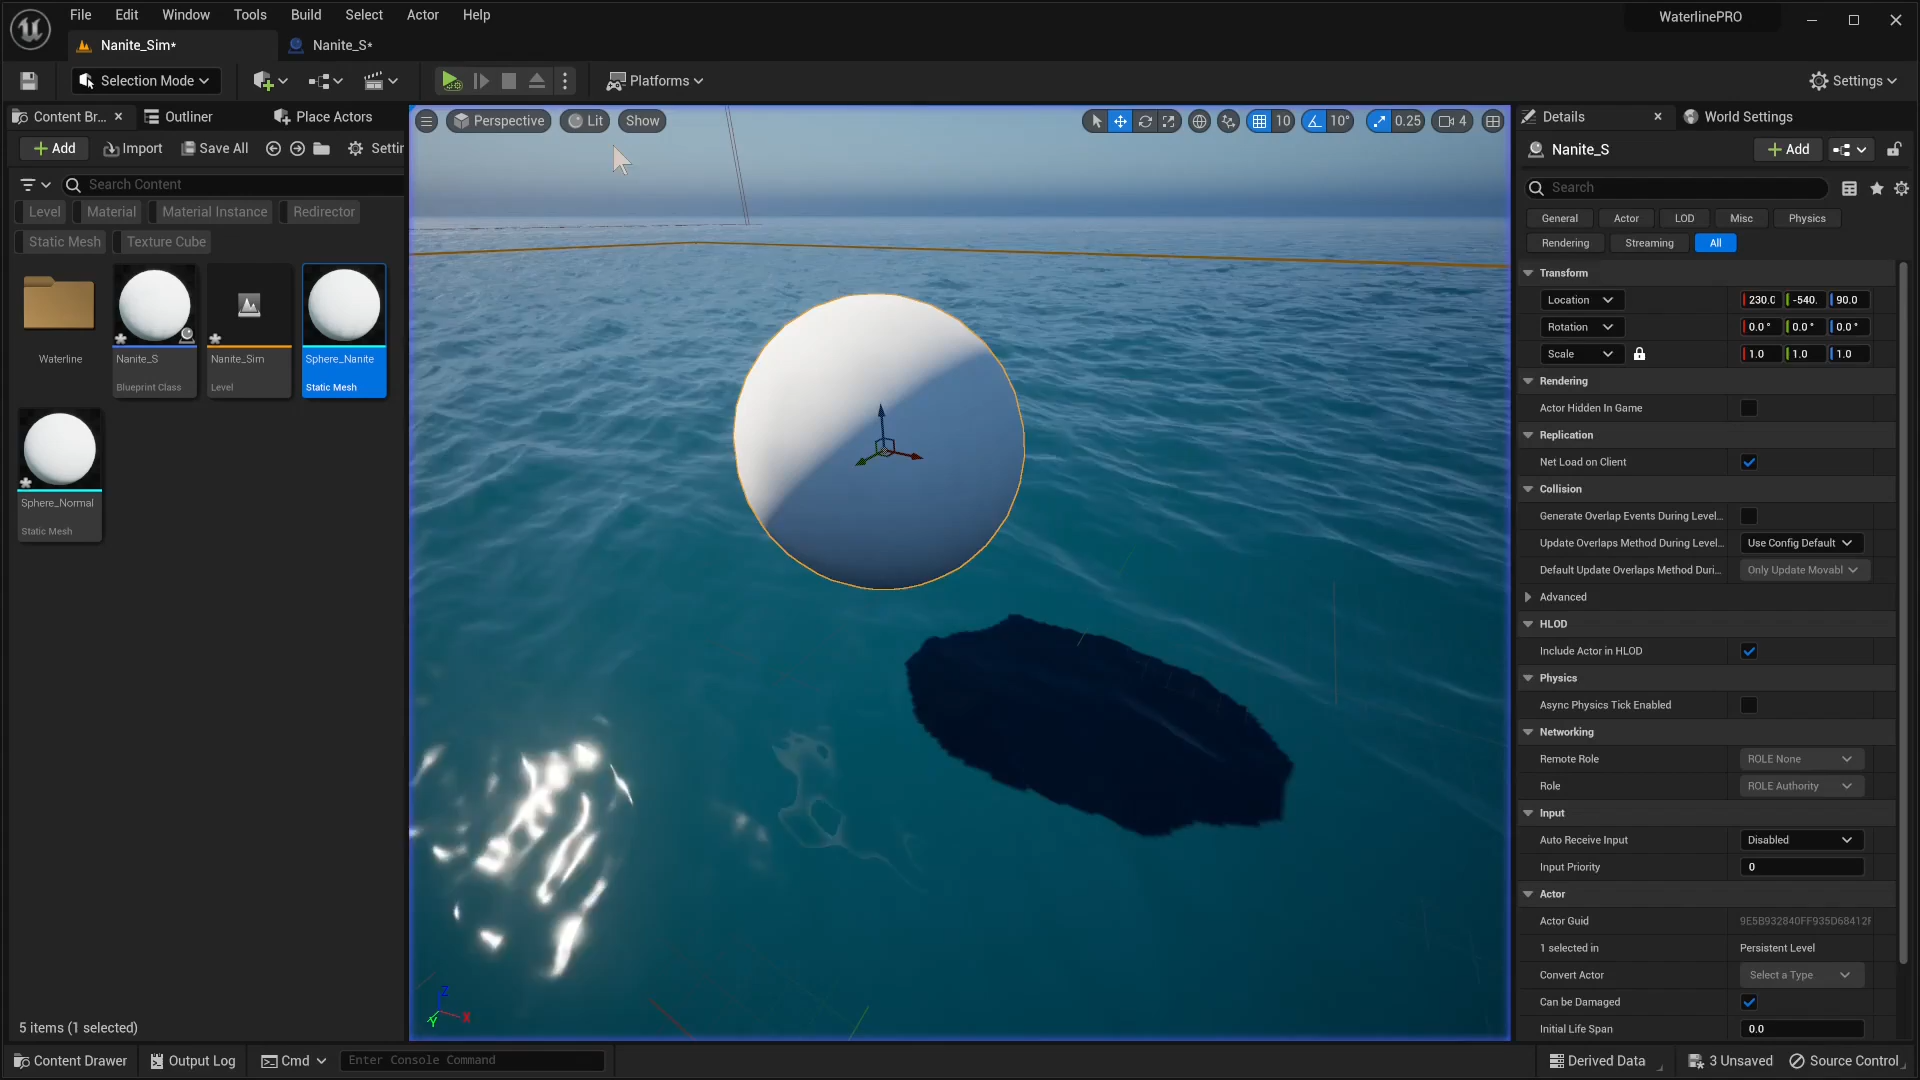 File Edit Window Tools Build Select Actor Help
WaterlinePRO
Nanite_Sim* Nanite_S*
Selection Mode Platforms Settings
Content Br... Outliner Place Actors
Add Import Save All Settin
Search Content
Level Material Material Instance Redirector
Static Mesh Texture Cube
Waterline
Nanite_S
Blueprint Class
Nanite_Sim
Level
Sphere_Nanite
Static Mesh
Sphere_Normal
Static Mesh
5 items (1 selected)
Perspective Lit Show
10 10° 0.25 4
Z
Y X
Details World Settings
Nanite_S Add
Search
General Actor LOD Misc Physics
Rendering Streaming All
Transform
Location 230.0 -540. 90.0
Rotation 0.0 ° 0.0 ° 0.0 °
Scale 1.0 1.0 1.0
Rendering
Actor Hidden In Game
Replication
Net Load on Client
Collision
Generate Overlap Events During Level...
Update Overlaps Method During Level... Use Config Default
Default Update Overlaps Method Duri... Only Update Movabl
Advanced
HLOD
Include Actor in HLOD
Physics
Async Physics Tick Enabled
Networking
Remote Role ROLE None
Role ROLE Authority
Input
Auto Receive Input Disabled
Input Priority 0
Actor
Actor Guid 9E5B932840FF935D68412F
1 selected in Persistent Level
Convert Actor Select a Type
Can be Damaged
Initial Life Span 0.0
Content Drawer Output Log Cmd Enter Console Command
Derived Data 3 Unsaved Source Control